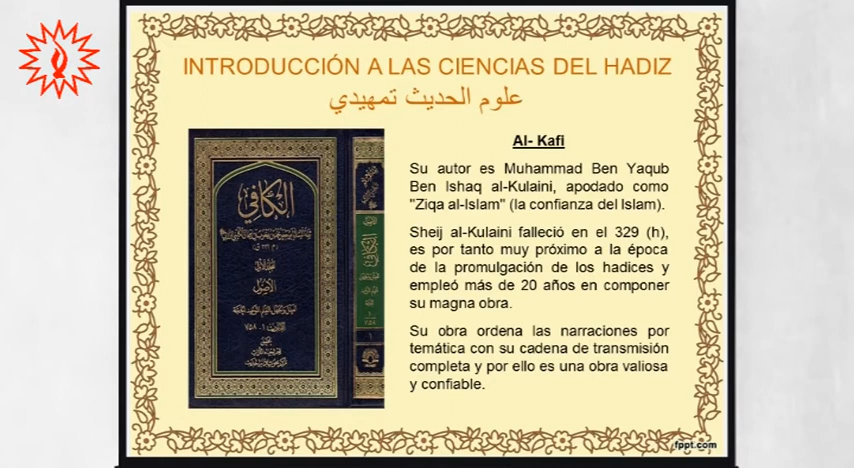 INTRODUCCIÓN A LAS CIENCIAS DEL HADIZ
علوم الحديث تمهيدي
Al- Kafi
Su autor es Muhammad Ben Yaqub
Ben Ishaq al-Kulaini, apodado como
"Ziqa al-Islam" (la confianza del Islam).
Sheij al-Kulaini falleció en el 329 (h),
es por tanto muy próximo a la época
de la promulgación de los hadices y
empleó más de 20 años en componer
su magna obra.
Su obra ordena las narraciones por
temática con su cadena de transmisión
completa y por ello es una obra valiosa
y confiable.
الكافي
الأصول
الكافي
fppt.com